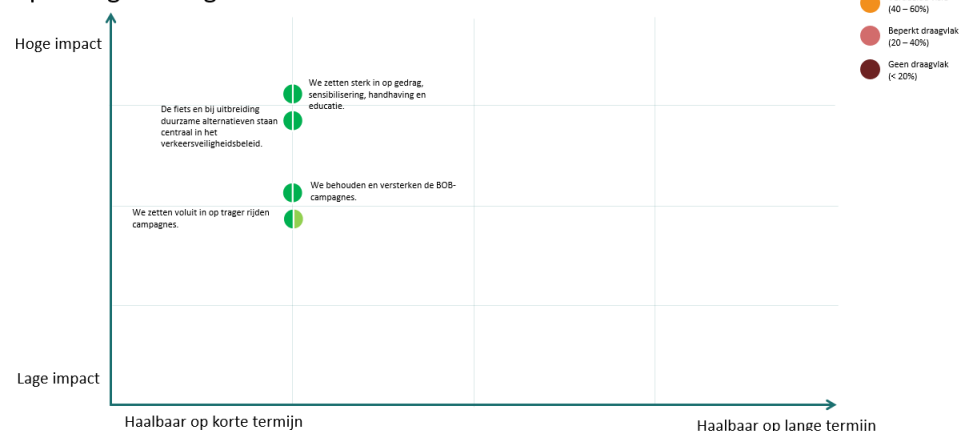 (40 – 60%)
Beperkt draagvlak
(20 – 40%)
Geen draagvlak
(< 20%)
Hoge impact
We zetten sterk in op gedrag,
sensibilisering, handhaving en
educatie.
De fiets en bij uitbreiding
duurzame alternatieven staan
centraal in het
verkeersveiligheidsbeleid.
We behouden en versterken de BOB-
campagnes.
We zetten voluit in op trager rijden
campagnes.
Lage impact
Haalbaar op korte termijn
Haalbaar op lange termijn